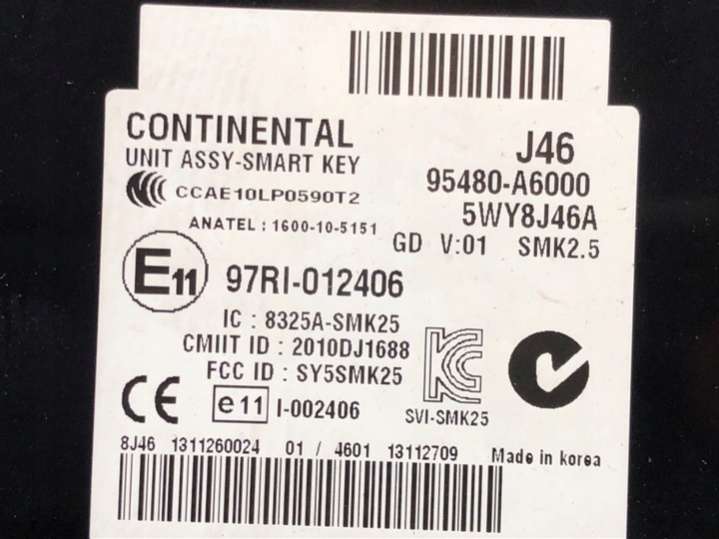 CONTINENTAL
UNIT ASSY-SMART KEY
J46
95480-A6000
5WY8J46A
CCC CCAE10LP0590T2
ANATEL : 1600-10-5151
GD V:01 SMK2.5
E11 97RI-012406
IC : 8325A-SMK25
CMIIT ID : 2010DJ1688
FCC ID : SY5SMK25
CE e11 I-002406
KC
SVI-SMK25
8J46 1311260024 01 / 4601 13112709 Made in korea